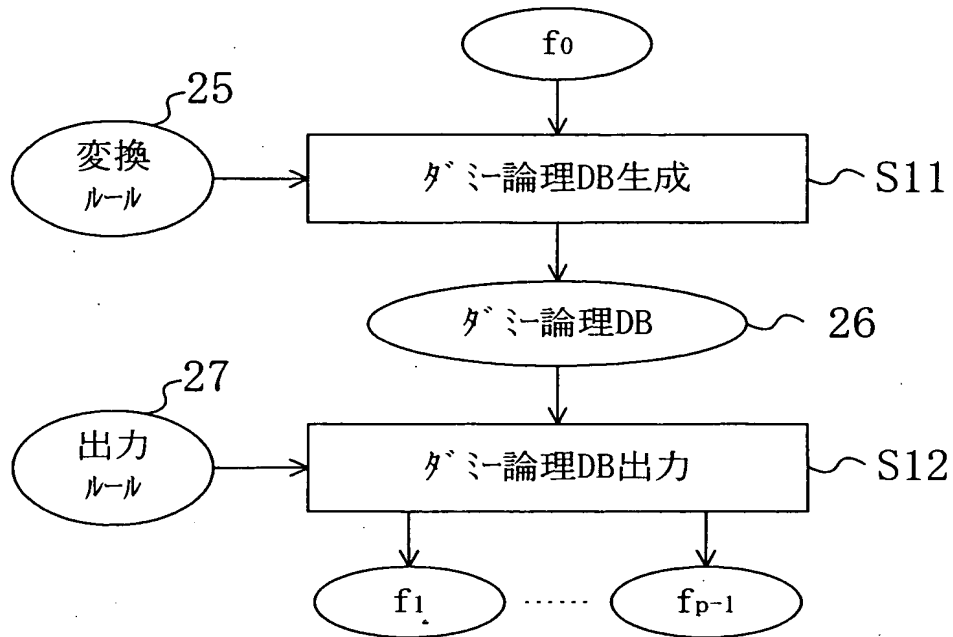 f0
25
変換
ルール
ダミー論理DB生成
S11
ダミー論理DB
26
27
出力
ルール
ダミー論理DB出力
S12
f1 ...... fp-1